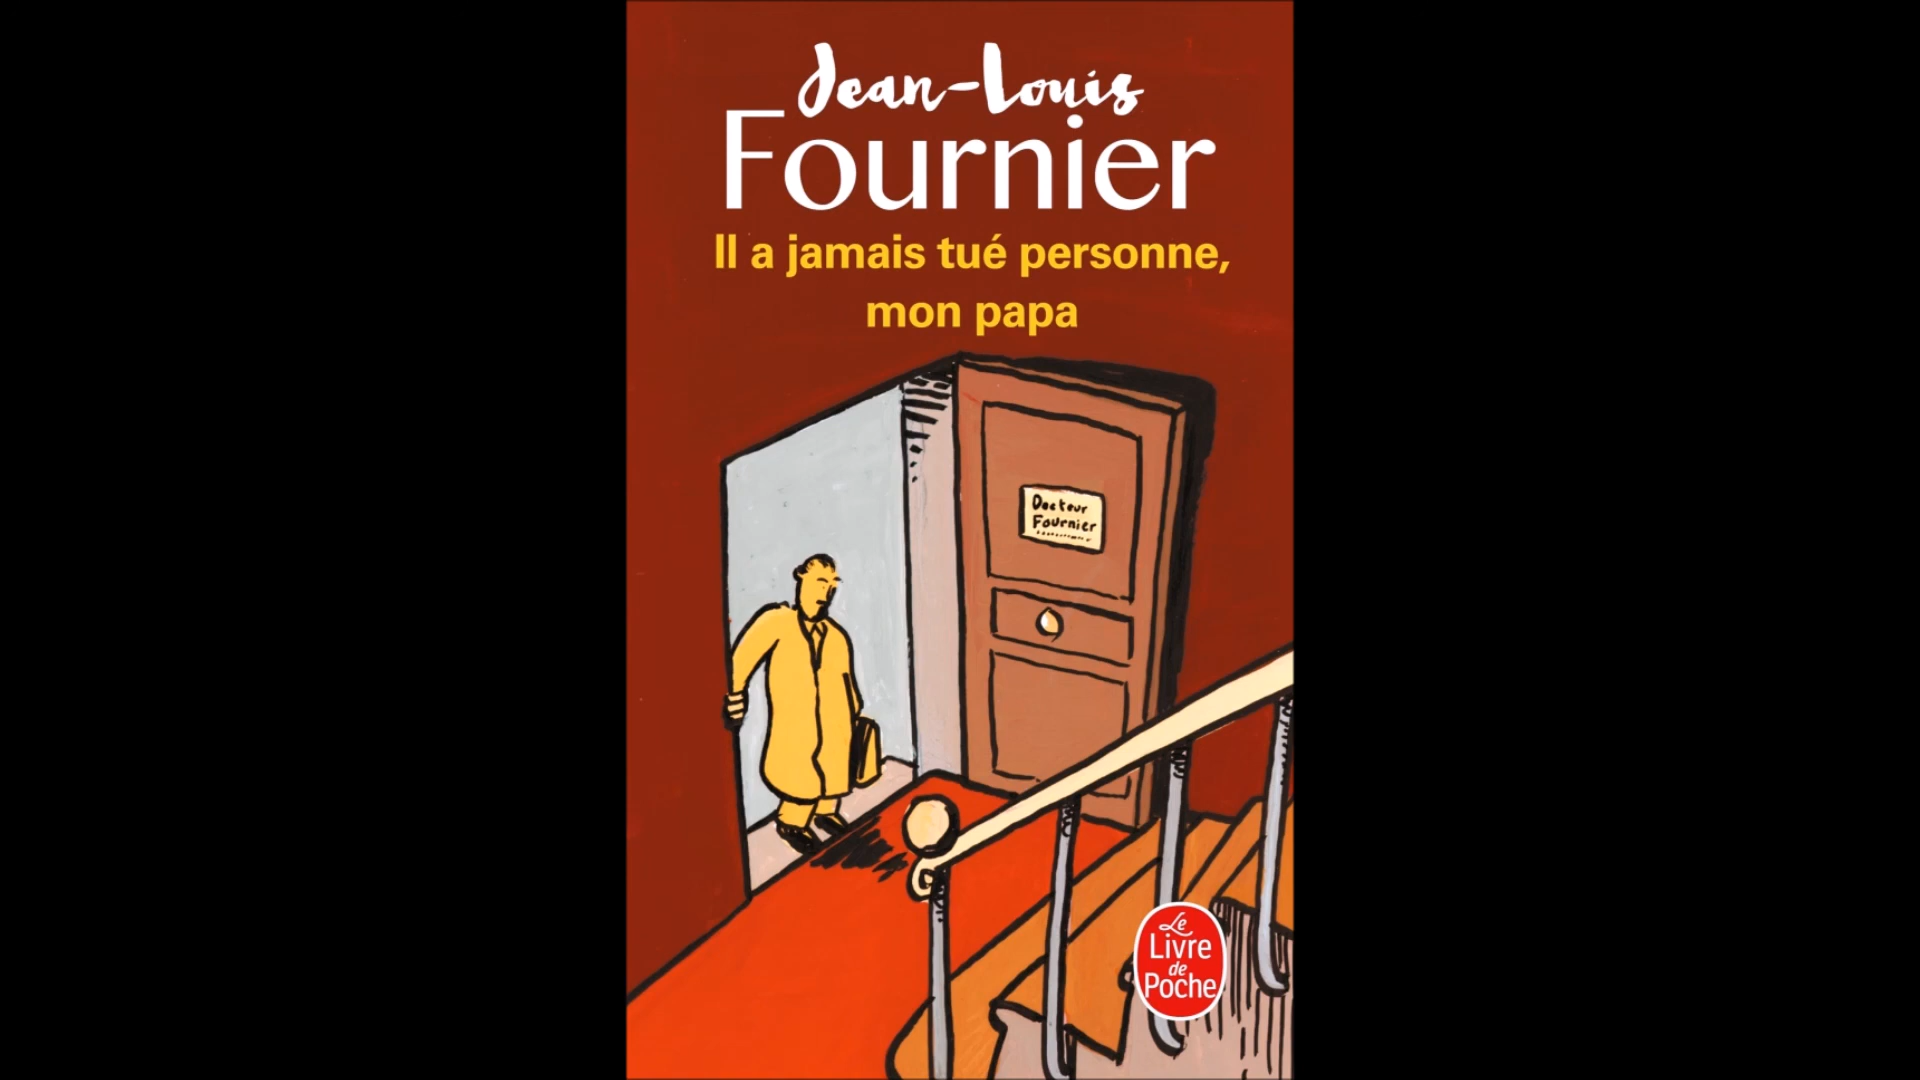 Jean-Louis
Fournier
Il a jamais tué personne,
mon papa
Docteur
Fournier
Le
Livre
de
Poche